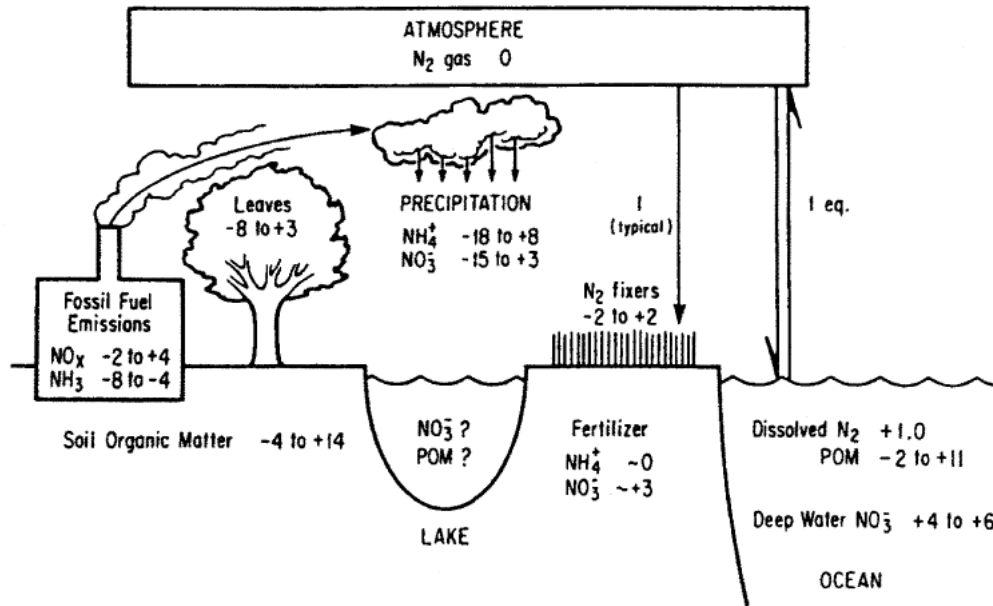 ATMOSPHERE
N₂ gas 0
Leaves
-8 to +3
PRECIPITATION
NH₄⁺ -18 to +8
NO₃⁻ -15 to +3
1
(typical)
1 eq.
Fossil Fuel
Emissions
NOₓ -2 to +4
NH₃ -8 to -4
N₂ fixers
-2 to +2
Soil Organic Matter -4 to +14
NO₃⁻ ?
POM ?
LAKE
Fertilizer
NH₄⁺ ~0
NO₃⁻ ~+3
Dissolved N₂ +1.0
POM -2 to +11
Deep Water NO₃⁻ +4 to +6
OCEAN